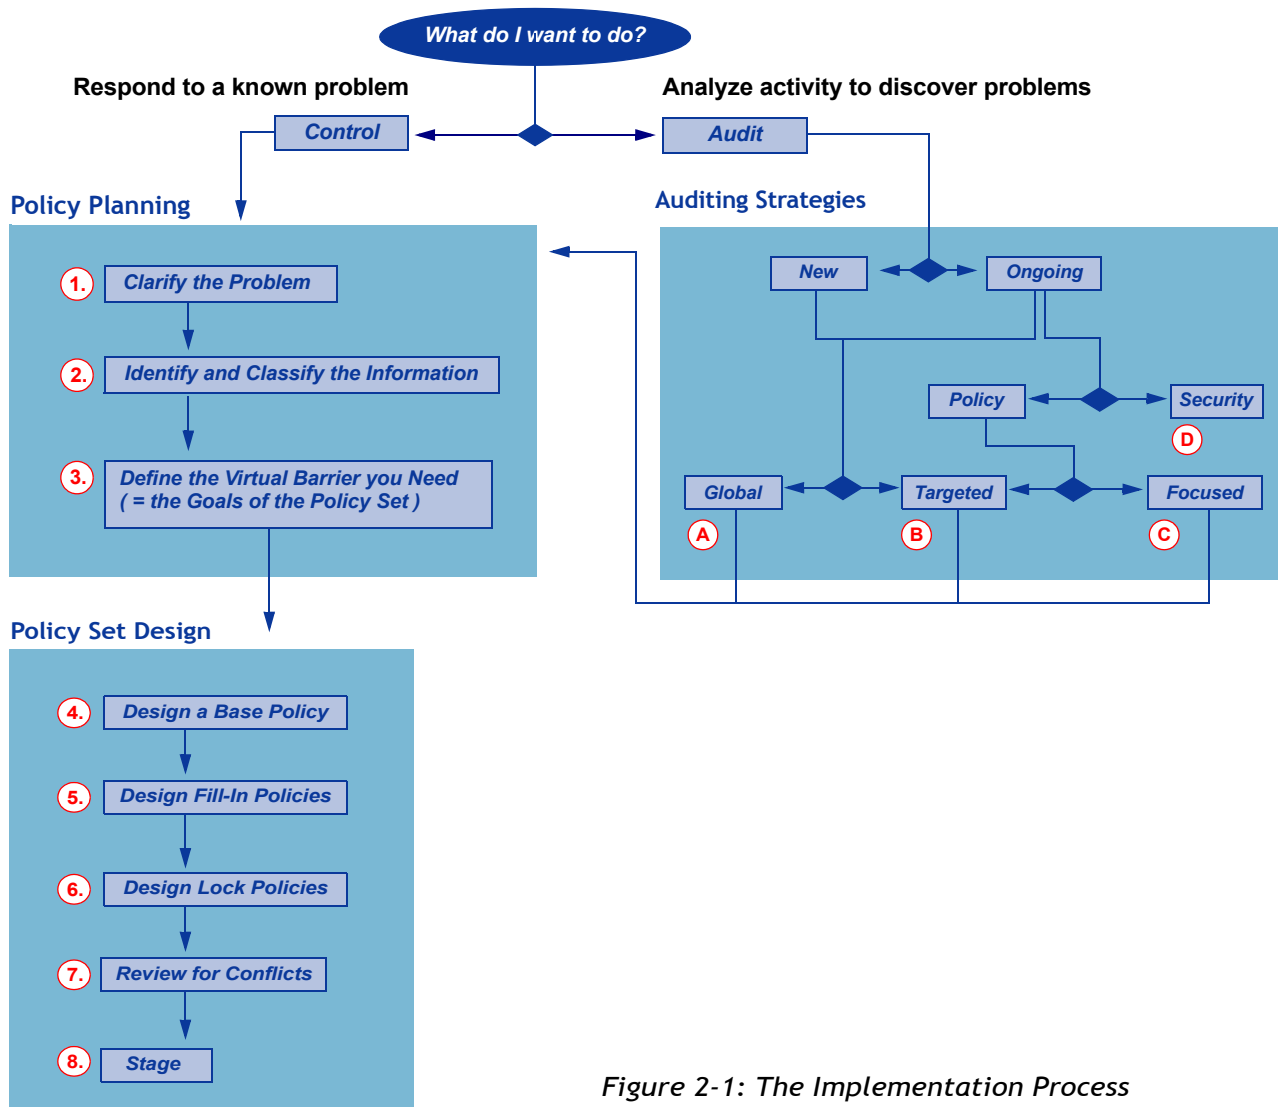 What do I want to do?
Respond to a known problem
Analyze activity to discover problems
Control
Audit
Policy Planning
Auditing Strategies
1.
Clarify the Problem
2.
Identify and Classify the Information
3.
Define the Virtual Barrier you Need
( = the Goals of the Policy Set )
New
Ongoing
Policy
Security
D
Global
Targeted
Focused
A
B
C
Policy Set Design
4.
Design a Base Policy
5.
Design Fill-In Policies
6.
Design Lock Policies
7.
Review for Conflicts
8.
Stage
Figure 2-1: The Implementation Process